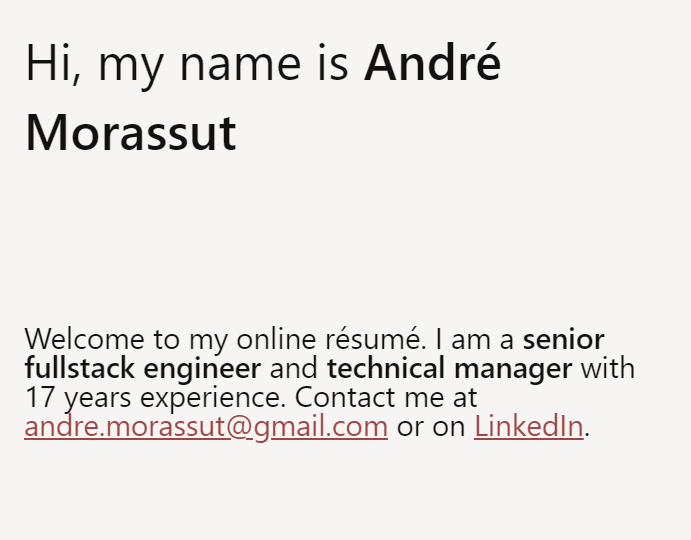 Hi, my name is André
Morassut
Welcome to my online résumé. I am a senior
fullstack engineer and technical manager with
17 years experience. Contact me at
andre.morassut@gmail.com or on LinkedIn.